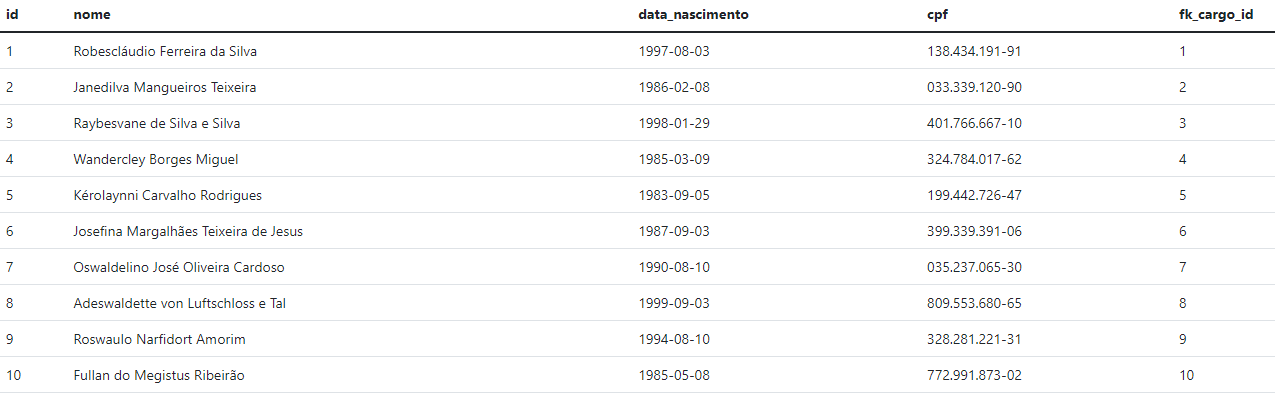 id nome data_nascimento cpf fk_cargo_id
1 Robescláudio Ferreira da Silva 1997-08-03 138.434.191-91 1
2 Janedilva Mangueiros Teixeira 1986-02-08 033.339.120-90 2
3 Raybesvane de Silva e Silva 1998-01-29 401.766.667-10 3
4 Wandercley Borges Miguel 1985-03-09 324.784.017-62 4
5 Kérolaynni Carvalho Rodrigues 1983-09-05 199.442.726-47 5
6 Josefina Margalhães Teixeira de Jesus 1987-09-03 399.339.391-06 6
7 Oswaldelino José Oliveira Cardoso 1990-08-10 035.237.065-30 7
8 Adeswaldette von Luftschloss e Tal 1999-09-03 809.553.680-65 8
9 Roswaulo Narfidort Amorim 1994-08-10 328.281.221-31 9
10 Fullan do Megistus Ribeirão 1985-05-08 772.991.873-02 10